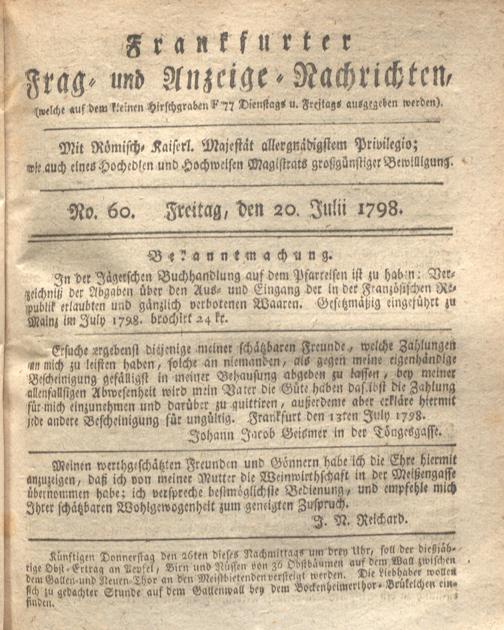 Frankfurter
Frag- und Anzeige-Nachrichten,
(welche auf dem kleinen Hirschgraben F 77 Dienstags u. Freitags ausgegeben werden).
Mit Römisch-Kaiserl. Majestät allergnädigstem Privilegio;
wie auch eines Hochedlen und Hochweisen Magistrats großgünstiger Bewilligung.
No. 60. Freitag, den 20. Julii 1798.
Bekanntmachung.
In der Jägerschen Buchhandlung auf dem Pfarreisen ist zu haben: Ver-
zeichniß der Abgaben über den Aus- und Eingang der in der Französischen Re-
publik erlaubten und gänzlich verbotenen Waaren. Gesetzmäßig eingeführt zu
Mainz im July 1798. brochirt 24 kr.
Ersuche ergebenst diejenige meiner schätzbaren Freunde, welche Zahlungen
an mich zu leisten haben, solche an niemanden, als gegen meine eigenhändige
Bescheinigung gefälligst in meiner Behausung abgeben zu lassen, bey meiner
allenfallsigen Abwesenheit wird mein Vater die Güte haben daselbst die Zahlung
für mich einzunehmen und darüber zu quittiren, ausserdeme aber erkläre hiermit
jede andere Bescheinigung für ungültig. Frankfurt den 13ten July 1798.
Johann Jacob Geismer in der Töngesgasse.
Meinen werthgeschätzten Freunden und Gönnern habe ich die Ehre hiermit
anzuzeigen, daß ich von meiner Mutter die Weinwirthschaft in der Meißengasse
übernommen habe; ich verspreche bestmöglichste Bedienung, und empfehle mich
Ihrer schätzbaren Wohlgewogenheit zum geneigten Zuspruch.
J. N. Reichard.
Künftigen Donnerstag den 26ten dieses Nachmittags um drey Uhr, soll der dießjäh-
rige Obst-Ertrag an Aepfel, Birn und Nüssen von 36 Obstbäumen auf dem Wall zwischen
dem Gallen- und Neuen-Thor an den Meistbietenden versteigt werden. Die Liebhaber wollen
sich zu gedachter Stunde auf dem Gallenwall bey dem Bockenheimerthor-Brükelchen ein-
finden.